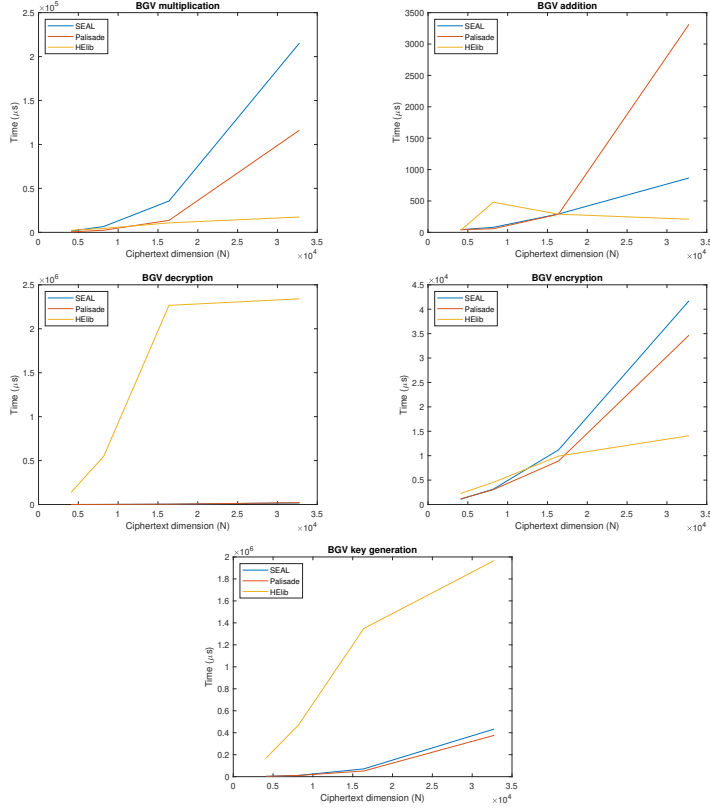 BGV multiplication
×10^5
2.5
2
1.5
1
0.5
0
Time (μs)
SEAL
Palisade
HElib
0 0.5 1 1.5 2 2.5 3 3.5
Ciphertext dimension (N)
×10^4
BGV addition
3500
3000
2500
2000
1500
1000
500
0
Time (μs)
SEAL
Palisade
HElib
0 0.5 1 1.5 2 2.5 3 3.5
Ciphertext dimension (N)
×10^4
BGV decryption
×10^6
2.5
2
1.5
1
0.5
0
Time (μs)
SEAL
Palisade
HElib
0 0.5 1 1.5 2 2.5 3 3.5
Ciphertext dimension (N)
×10^4
BGV encryption
×10^4
4.5
4
3.5
3
2.5
2
1.5
1
0.5
0
Time (μs)
SEAL
Palisade
HElib
0 0.5 1 1.5 2 2.5 3 3.5
Ciphertext dimension (N)
×10^4
BGV key generation
×10^6
2
1.8
1.6
1.4
1.2
1
0.8
0.6
0.4
0.2
0
Time (μs)
SEAL
Palisade
HElib
0 0.5 1 1.5 2 2.5 3 3.5
Ciphertext dimension (N)
×10^4